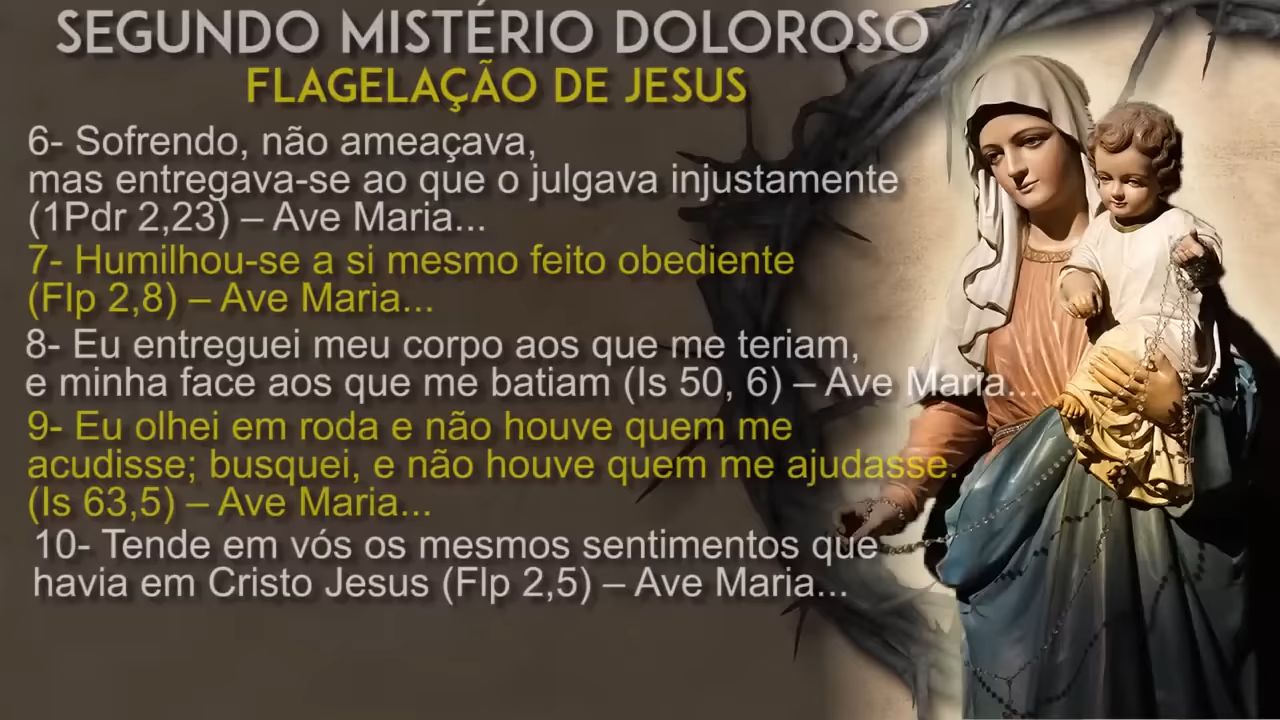 SEGUNDO MISTÉRIO DOLOROSO
FLAGELAÇÃO DE JESUS
6- Sofrendo, não ameaçava,
mas entregava-se ao que o julgava injustamente
(1Pdr 2,23) – Ave Maria...
7- Humilhou-se a si mesmo feito obediente
(Flp 2,8) – Ave Maria...
8- Eu entreguei meu corpo aos que me teriam,
e minha face aos que me batiam (Is 50, 6) – Ave Maria...
9- Eu olhei em roda e não houve quem me
acudisse; busquei, e não houve quem me ajudasse.
(Is 63,5) – Ave Maria...
10- Tende em vós os mesmos sentimentos que
havia em Cristo Jesus (Flp 2,5) – Ave Maria...